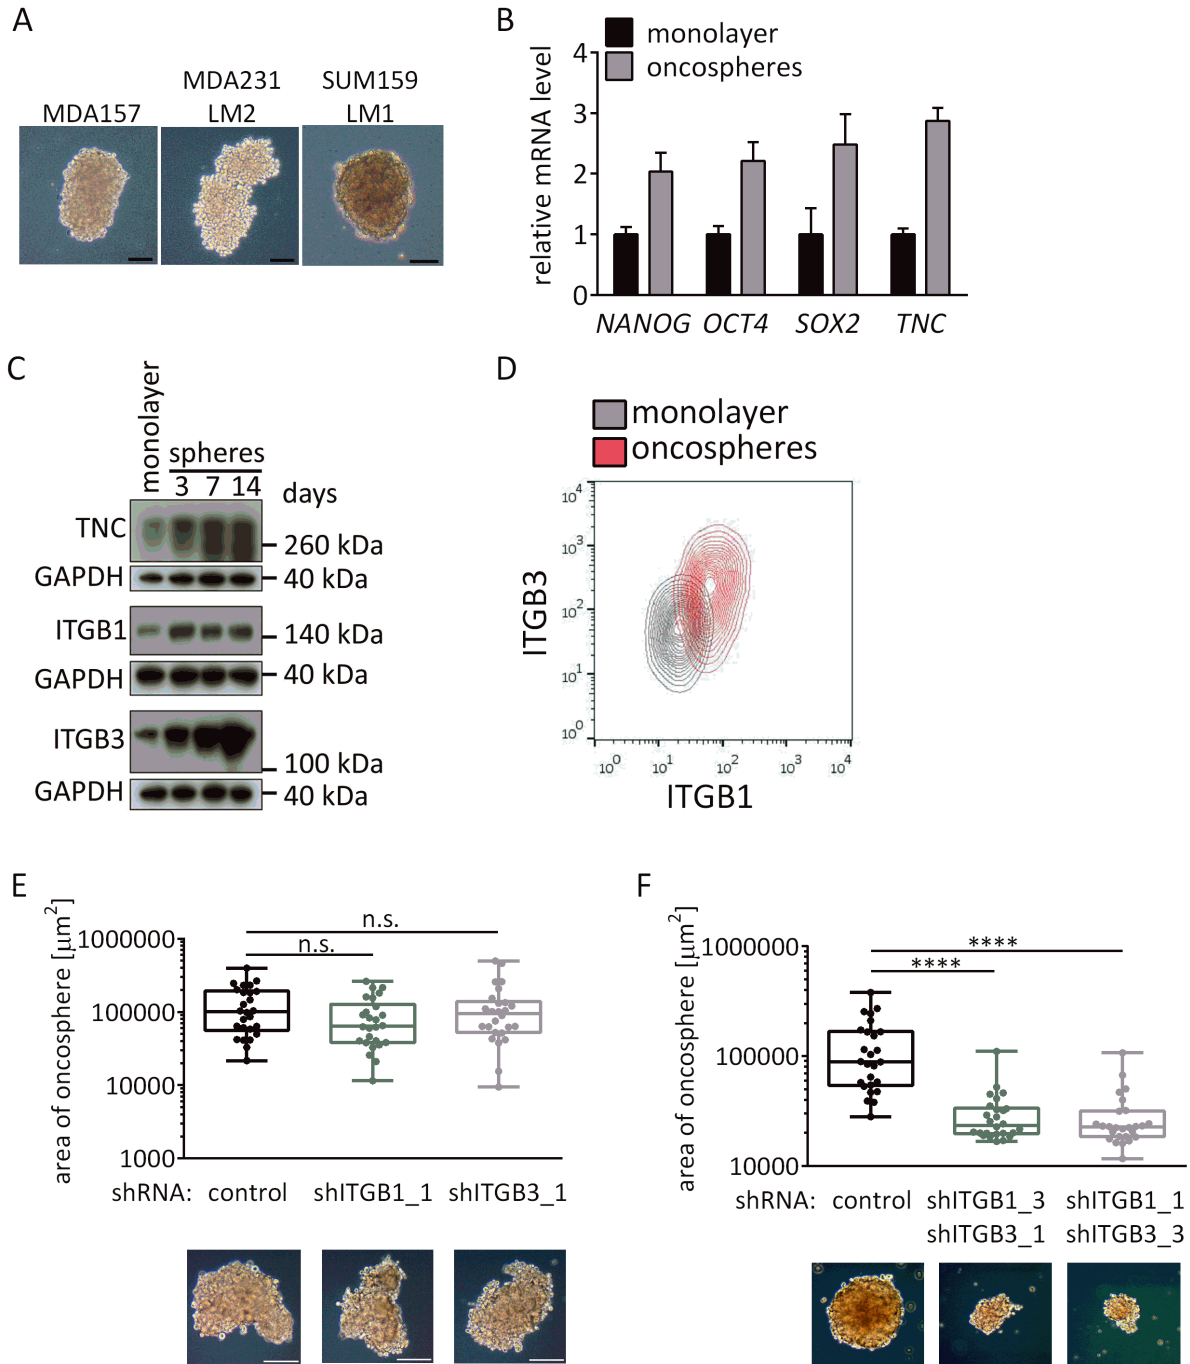 A
MDA157
MDA231
LM2
SUM159
LM1
B
monolayer
oncospheres
relative mRNA level
4
3
2
1
0
NANOG OCT4 SOX2 TNC
C
monolayer
spheres
3 7 14 days
TNC
260 kDa
GAPDH
40 kDa
ITGB1
140 kDa
GAPDH
40 kDa
ITGB3
100 kDa
GAPDH
40 kDa
D
monolayer
oncospheres
ITGB3
10^4
10^3
10^2
10^1
10^0
10^0 10^1 10^2 10^3 10^4
ITGB1
E
area of oncosphere [µm²]
n.s.
n.s.
1000000
100000
10000
1000
shRNA: control shITGB1_1 shITGB3_1
F
area of oncosphere [µm²]
****
****
1000000
100000
10000
shRNA: control shITGB1_3 shITGB1_1
shITGB3_1 shITGB3_3